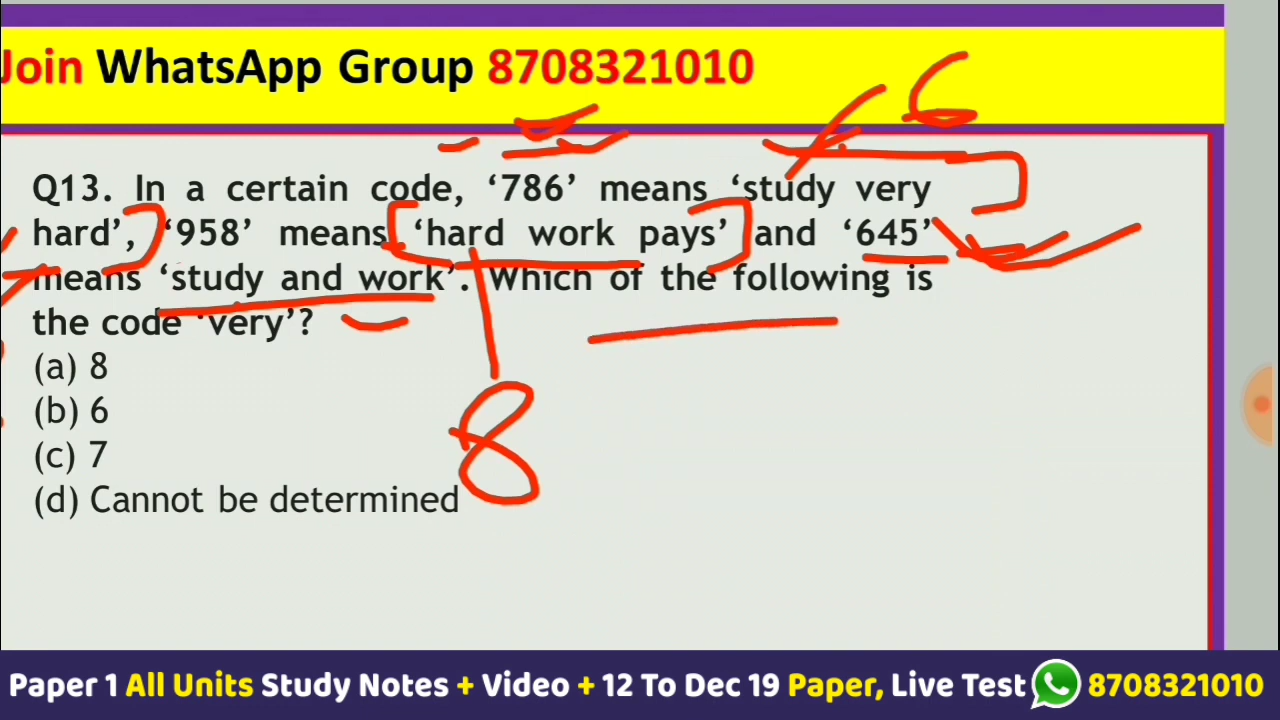 Join WhatsApp Group 8708321010
6
Q13. In a certain code, ‘786’ means ‘study very
hard’, ‘958’ means ‘hard work pays’ and ‘645’
means ‘study and work’. Which of the following is
the code ‘very’?
(a) 8
(b) 6
(c) 7
(d) Cannot be determined
8
Paper 1 All Units Study Notes + Video + 12 To Dec 19 Paper, Live Test 8708321010